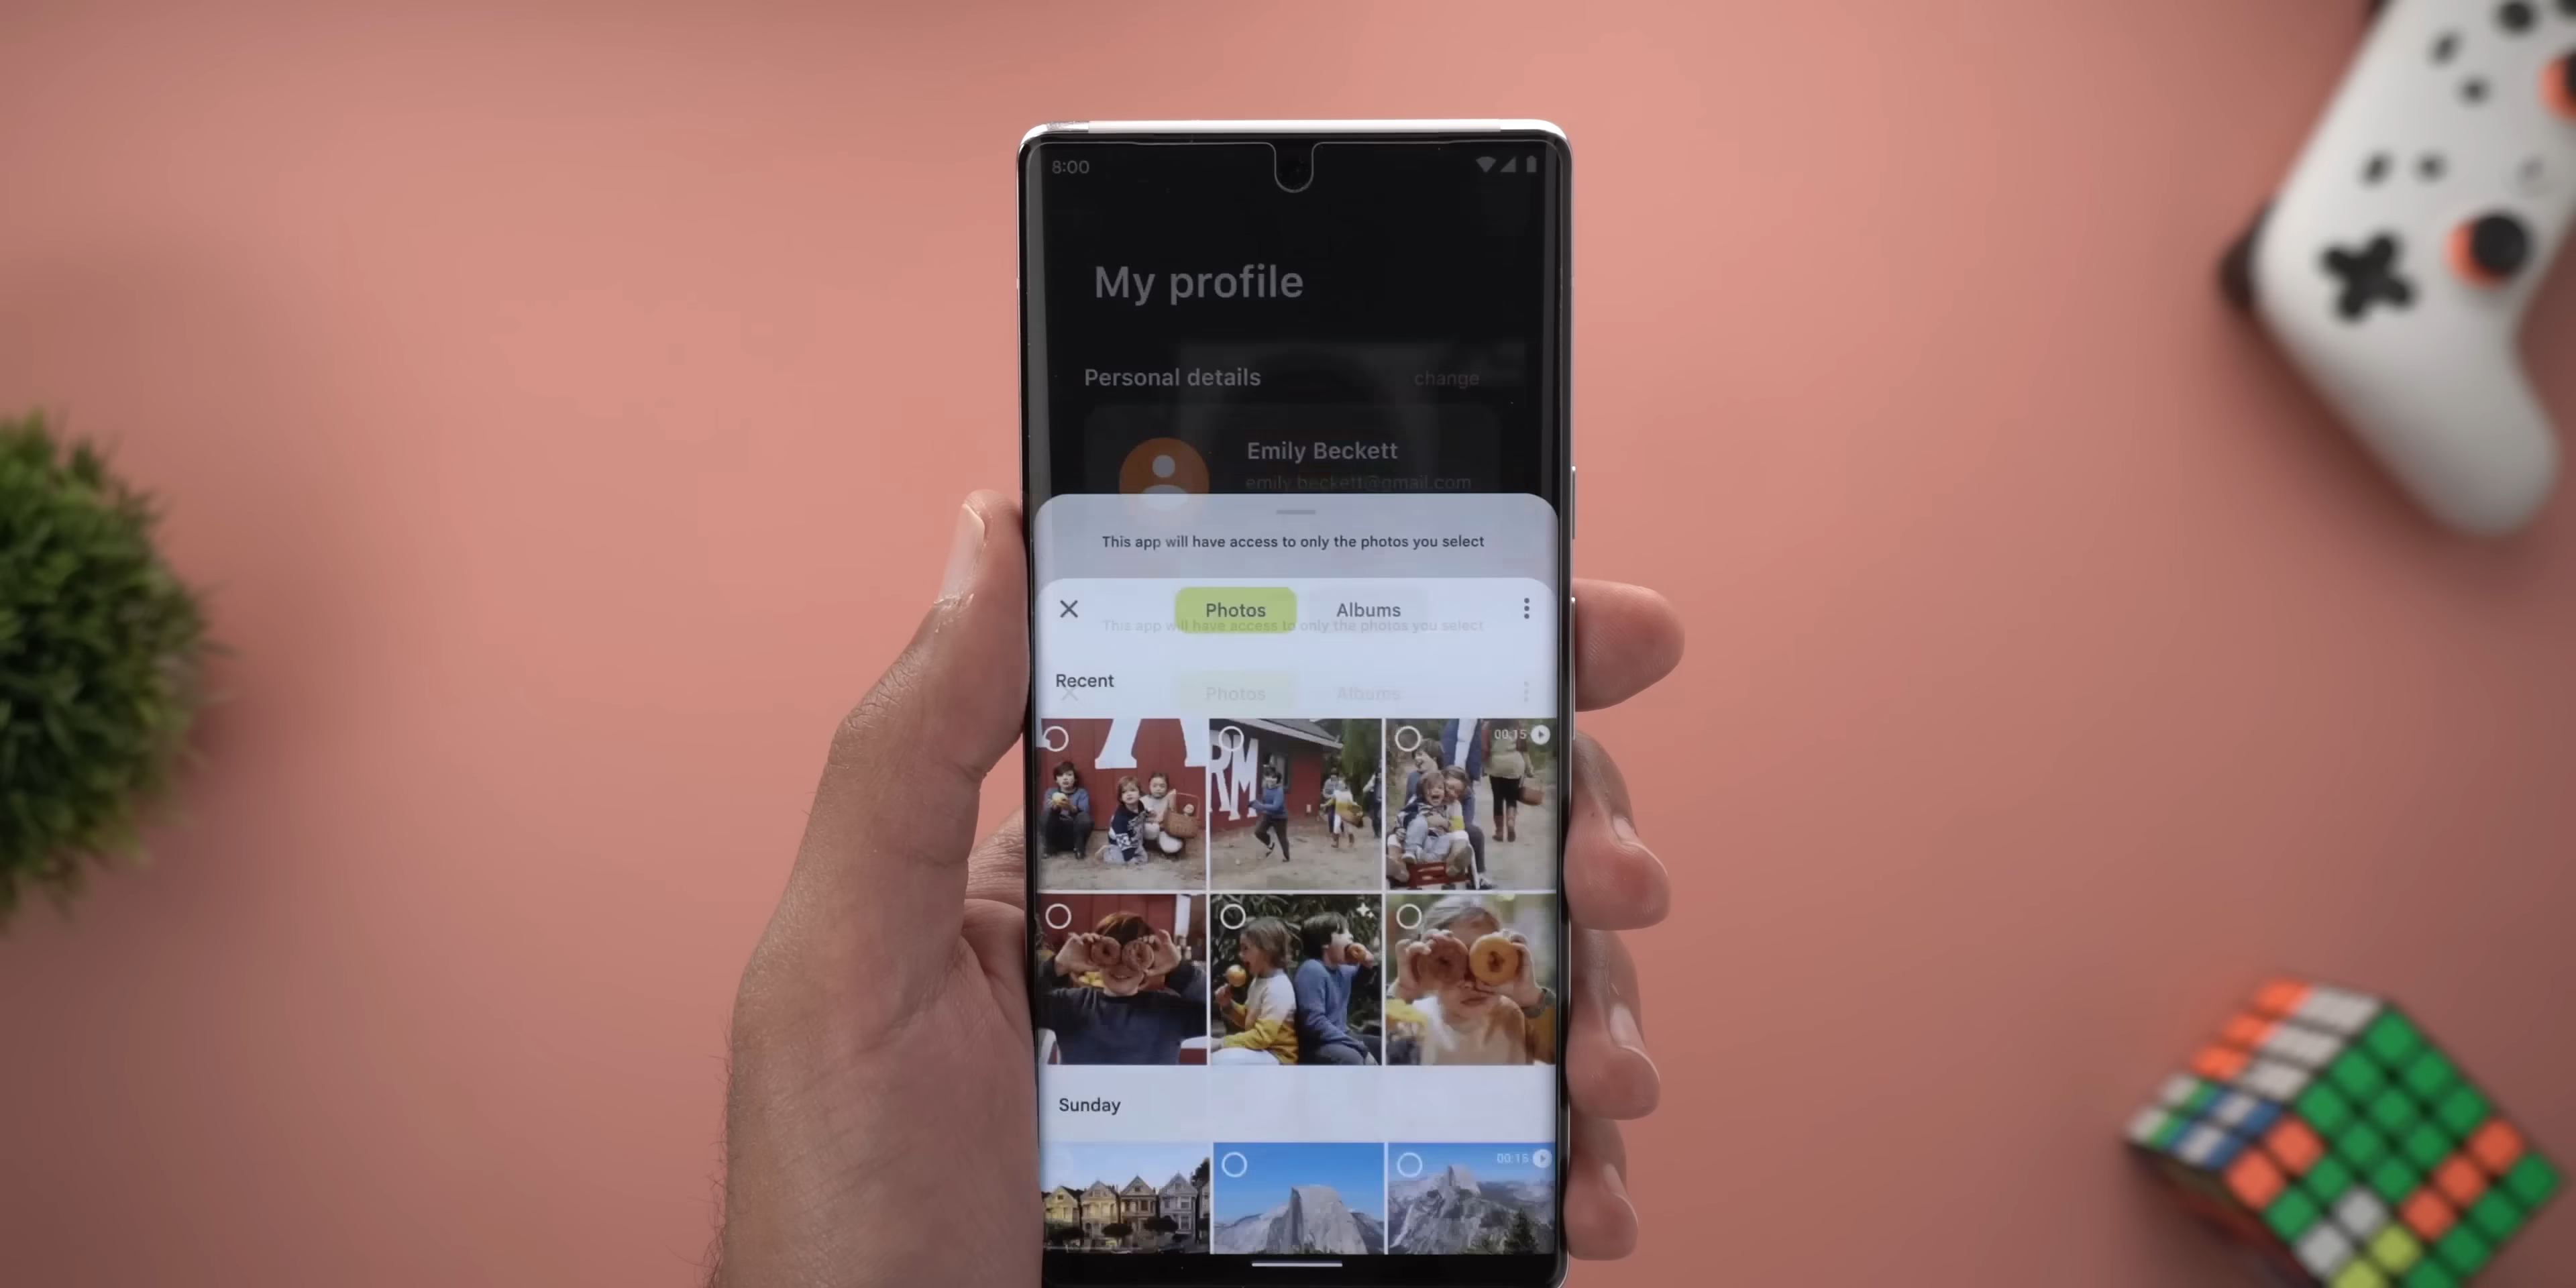 8:00
My profile
Personal details
change
Emily Beckett
emily.beckett@gmail.com
This app will have access to only the photos you select
Photos
Albums
This app will have access to only the photos you select
Recent
Photos
Albums
00:15
RM
Sunday
00:15